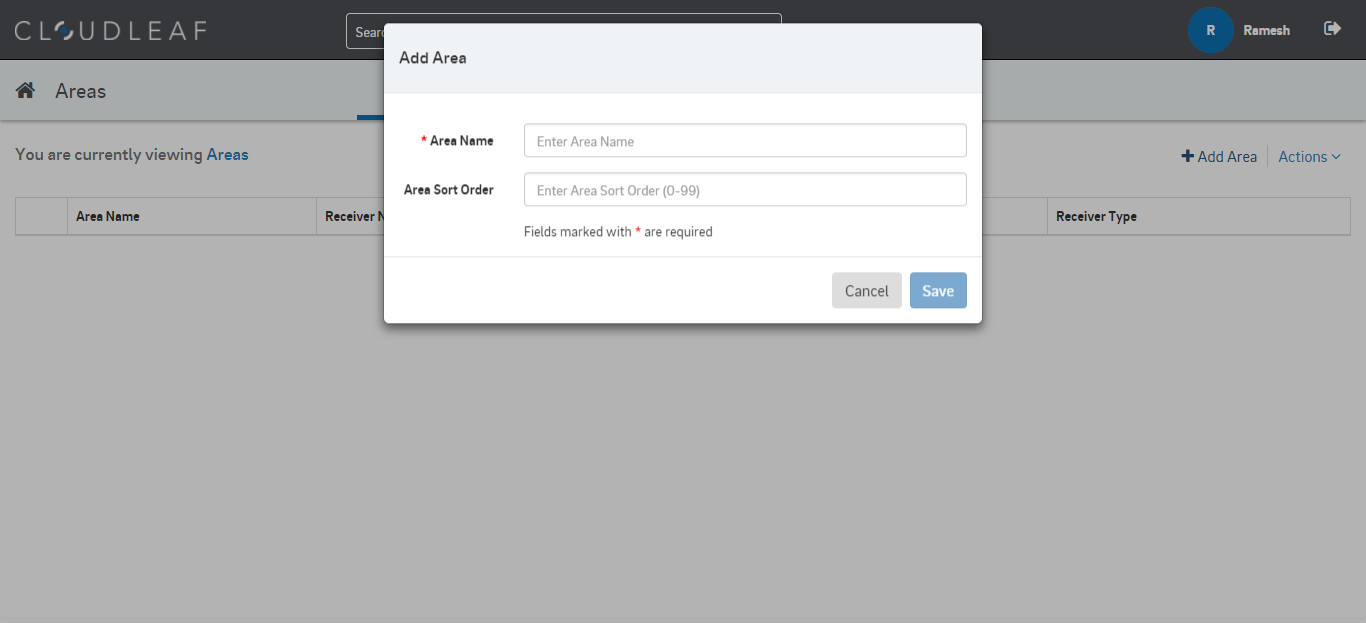 CLOUDLEAF
Sear
R
Ramesh
Add Area
Areas
* Area Name
Enter Area Name
You are currently viewing Areas
Add Area
Actions
Area Sort Order
Enter Area Sort Order (0-99)
Area Name
Receiver N
Receiver Type
Fields marked with * are required
Cancel
Save